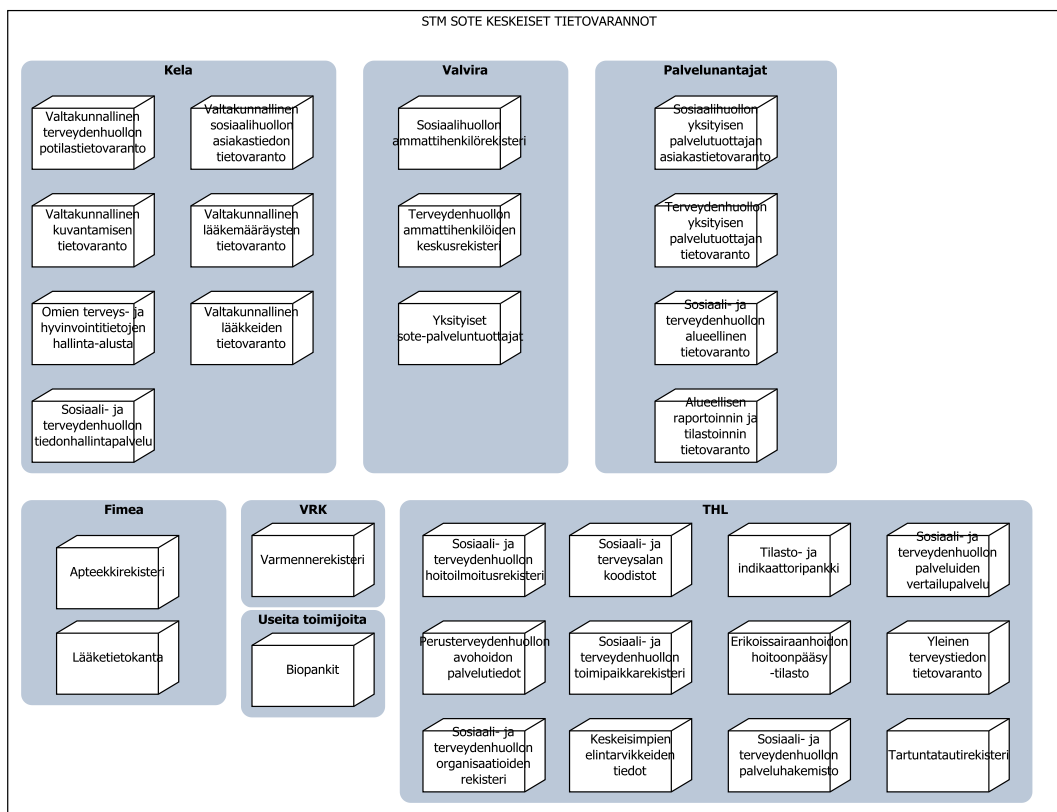 STM SOTE KESKEISET TIETOVARANNOT
Kela
Valtakunnallinen
terveydenhuollon
potilastietovaranto
Valtakunnallinen
sosiaalihuollon
asiakastiedon
tietovaranto
Valtakunnallinen
kuvantamisen
tietovaranto
Valtakunnallinen
lääkemääräysten
tietovaranto
Omien terveys- ja
hyvinvointitietojen
hallinta-alusta
Valtakunnallinen
lääkkeiden
tietovaranto
Sosiaali- ja
terveydenhuollon
tiedonhallintapalvelu
Valvira
Sosiaalihuollon
ammattihenkilörekisteri
Terveydenhuollon
ammattihenkilöiden
keskusrekisteri
Yksityiset
sote-palveluntuottajat
Palvelunantajat
Sosiaalihuollon
yksityisen
palvelutuottajan
asiakastietovaranto
Terveydenhuollon
yksityisen
palvelutuottajan
tietovaranto
Sosiaali- ja
terveydenhuollon
alueellinen
tietovaranto
Alueellisen
raportoinnin ja
tilastoinnin
tietovaranto
Fimea
Apteekkirekisteri
Lääketietokanta
VRK
Varmennerekisteri
Useita toimijoita
Biopankit
THL
Sosiaali- ja
terveydenhuollon
hoitoilmoitusrekisteri
Sosiaali- ja
terveysalan
koodistot
Tilasto- ja
indikaattoripankki
Sosiaali- ja
terveydenhuollon
palveluiden
vertailupalvelu
Perusterveydenhuollon
avohoidon
palvelutiedot
Sosiaali- ja
terveydenhuollon
toimipaikkarekisteri
Erikoissairaanhoidon
hoitoonpääsy
-tilasto
Yleinen
terveystiedon
tietovaranto
Sosiaali- ja
terveydenhuollon
organisaatioiden
rekisteri
Keskeisimpien
elintarvikkeiden
tiedot
Sosiaali- ja
terveydenhuollon
palveluhakemisto
Tartuntatautirekisteri